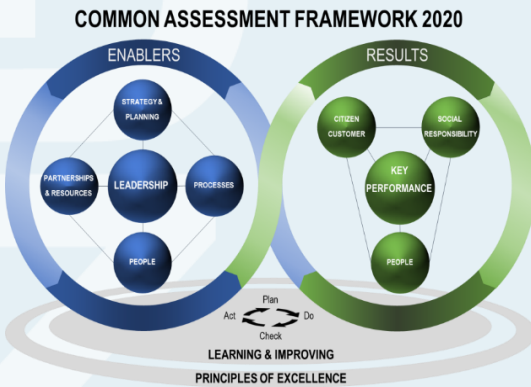 COMMON ASSESSMENT FRAMEWORK 2020
ENABLERS
STRATEGY &
PLANNING
PARTNERSHIPS
& RESOURCES
LEADERSHIP
PROCESSES
PEOPLE
RESULTS
CITIZEN
CUSTOMER
SOCIAL
RESPONSIBILITY
KEY
PERFORMANCE
PEOPLE
Plan
Act
Do
Check
LEARNING & IMPROVING
PRINCIPLES OF EXCELLENCE